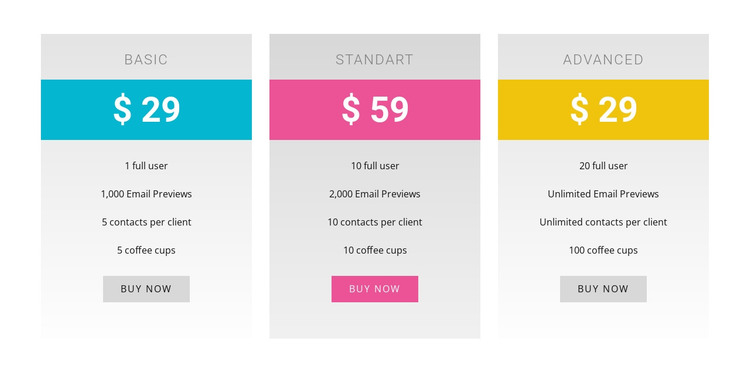 BASIC
$ 29
1 full user
1,000 Email Previews
5 contacts per client
5 coffee cups
BUY NOW
STANDART
$ 59
10 full user
2,000 Email Previews
10 contacts per client
10 coffee cups
BUY NOW
ADVANCED
$ 29
20 full user
Unlimited Email Previews
Unlimited contacts per client
100 coffee cups
BUY NOW